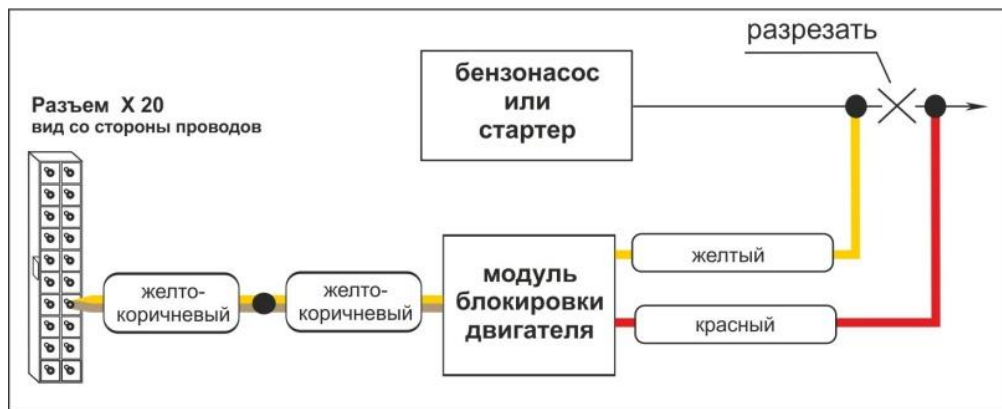 разрезать
бензонасос
или
стартер
Разъем X 20
вид со стороны проводов
желто-
коричневый
желто-
коричневый
модуль
блокировки
двигателя
желтый
красный